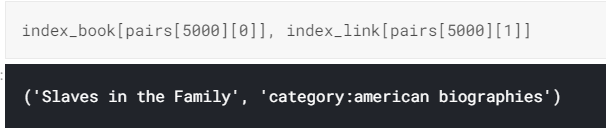 index_book[pairs[5000][0]], index_link[pairs[5000][1]]
:
('Slaves in the Family', 'category:american biographies')